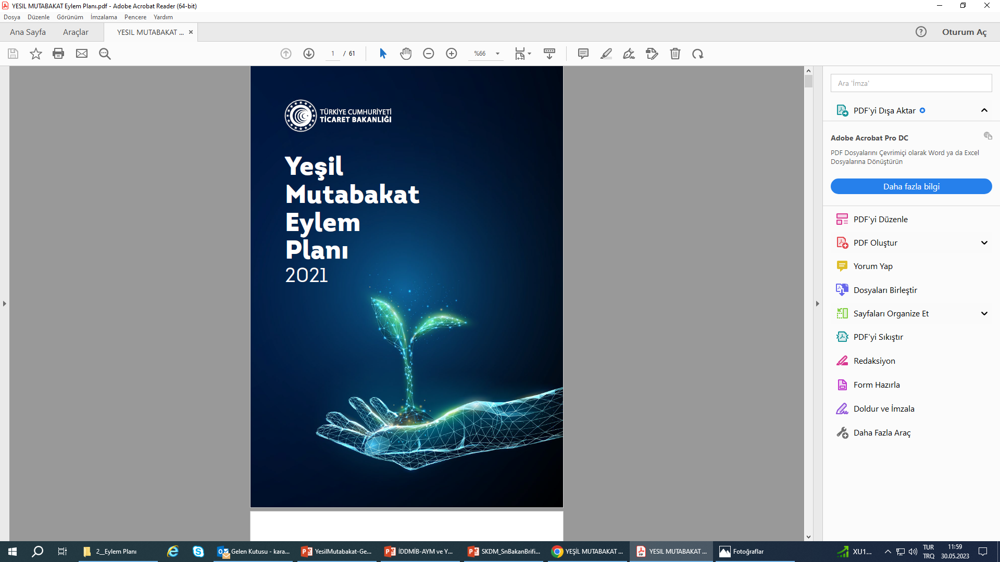 YESIL MUTABAKAT Eylem Planı.pdf - Adobe Acrobat Reader (64-bit)
Dosya Düzenle Görünüm İmzalama Pencere Yardım
Ana Sayfa Araçlar YESIL MUTABAKAT ... Oturum Aç
1 / 61 %66
TÜRKİYE CUMHURİYETİ
TİCARET BAKANLIĞI
Yeşil
Mutabakat
Eylem
Planı
2021
Ara 'İmza'
PDF'yi Dışa Aktar
Adobe Acrobat Pro DC
PDF Dosyalarını Çevrimiçi olarak Word ya da Excel
Dosyalarına Dönüştürün
Daha fazla bilgi
PDF'yi Düzenle
PDF Oluştur
Yorum Yap
Dosyaları Birleştir
Sayfaları Organize Et
PDF'yi Sıkıştır
Redaksiyon
Form Hazırla
Doldur ve İmzala
Daha Fazla Araç
2__Eylem Planı Gelen Kutusu - kara... YesilMutabakat-Ge... İDDMİB-AYM ve Y... SKDM_SnBakanBrifi... YEŞİL MUTABAKAT ... YESIL MUTABAKAT ... Fotoğraflar XU1... TUR 11:59
TRQ 30.05.2023